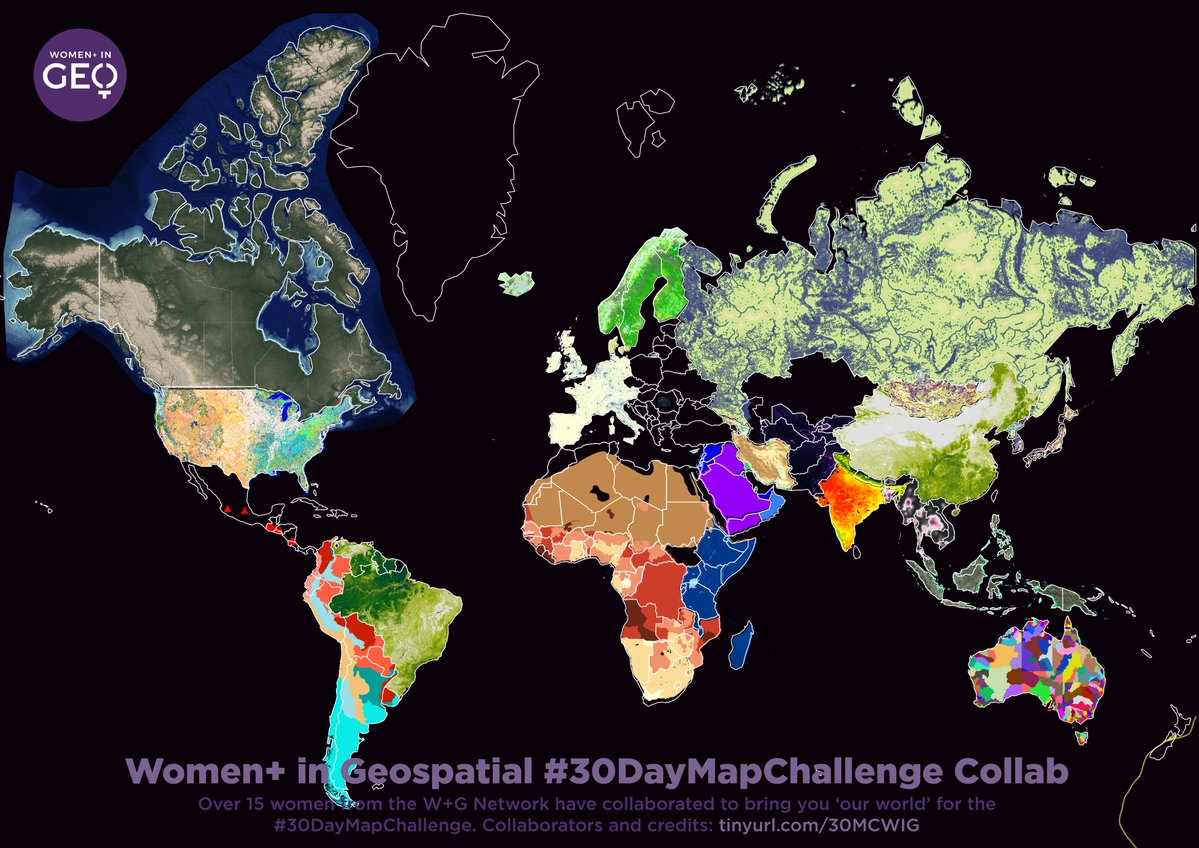 WOMEN+ IN
GEO
Women+ in Geospatial #30DayMapChallenge Collab
Over 15 women from the W+G Network have collaborated to bring you ‘our world’ for the
#30DayMapChallenge. Collaborators and credits: tinyurl.com/30MCWIG